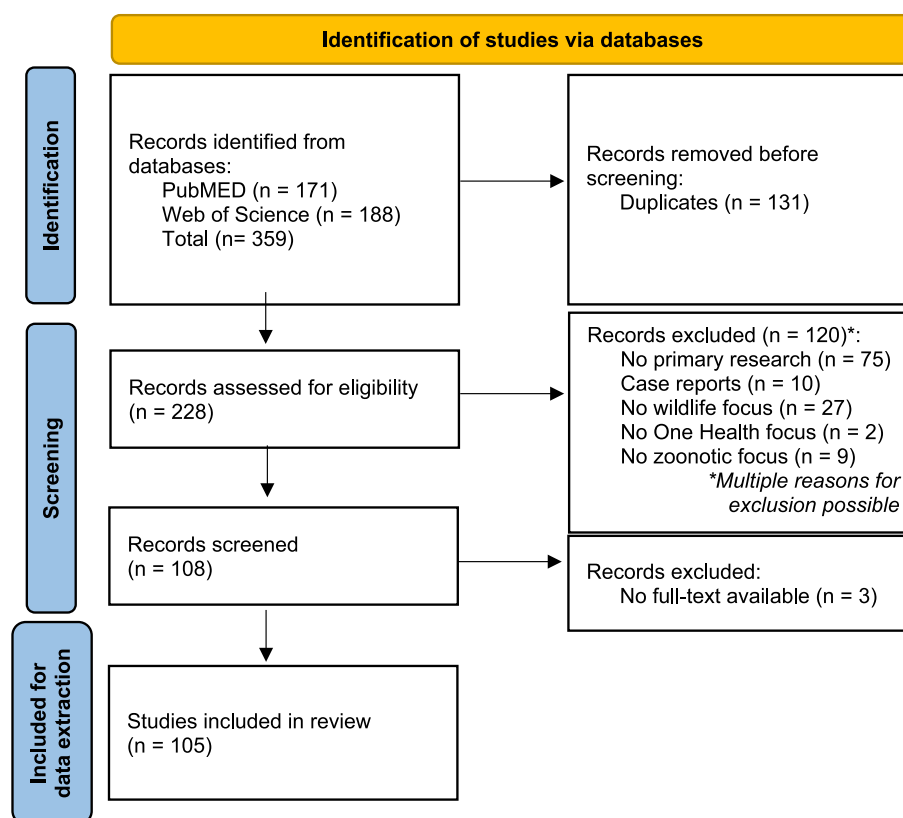 Identification of studies via databases
Identification
Records identified from
databases:
PubMED (n = 171)
Web of Science (n = 188)
Total (n= 359)
Records removed before
screening:
Duplicates (n = 131)
Screening
Records assessed for eligibility
(n = 228)
Records excluded (n = 120)*:
No primary research (n = 75)
Case reports (n = 10)
No wildlife focus (n = 27)
No One Health focus (n = 2)
No zoonotic focus (n = 9)
*Multiple reasons for
exclusion possible
Records screened
(n = 108)
Records excluded:
No full-text available (n = 3)
Included for
data extraction
Studies included in review
(n = 105)